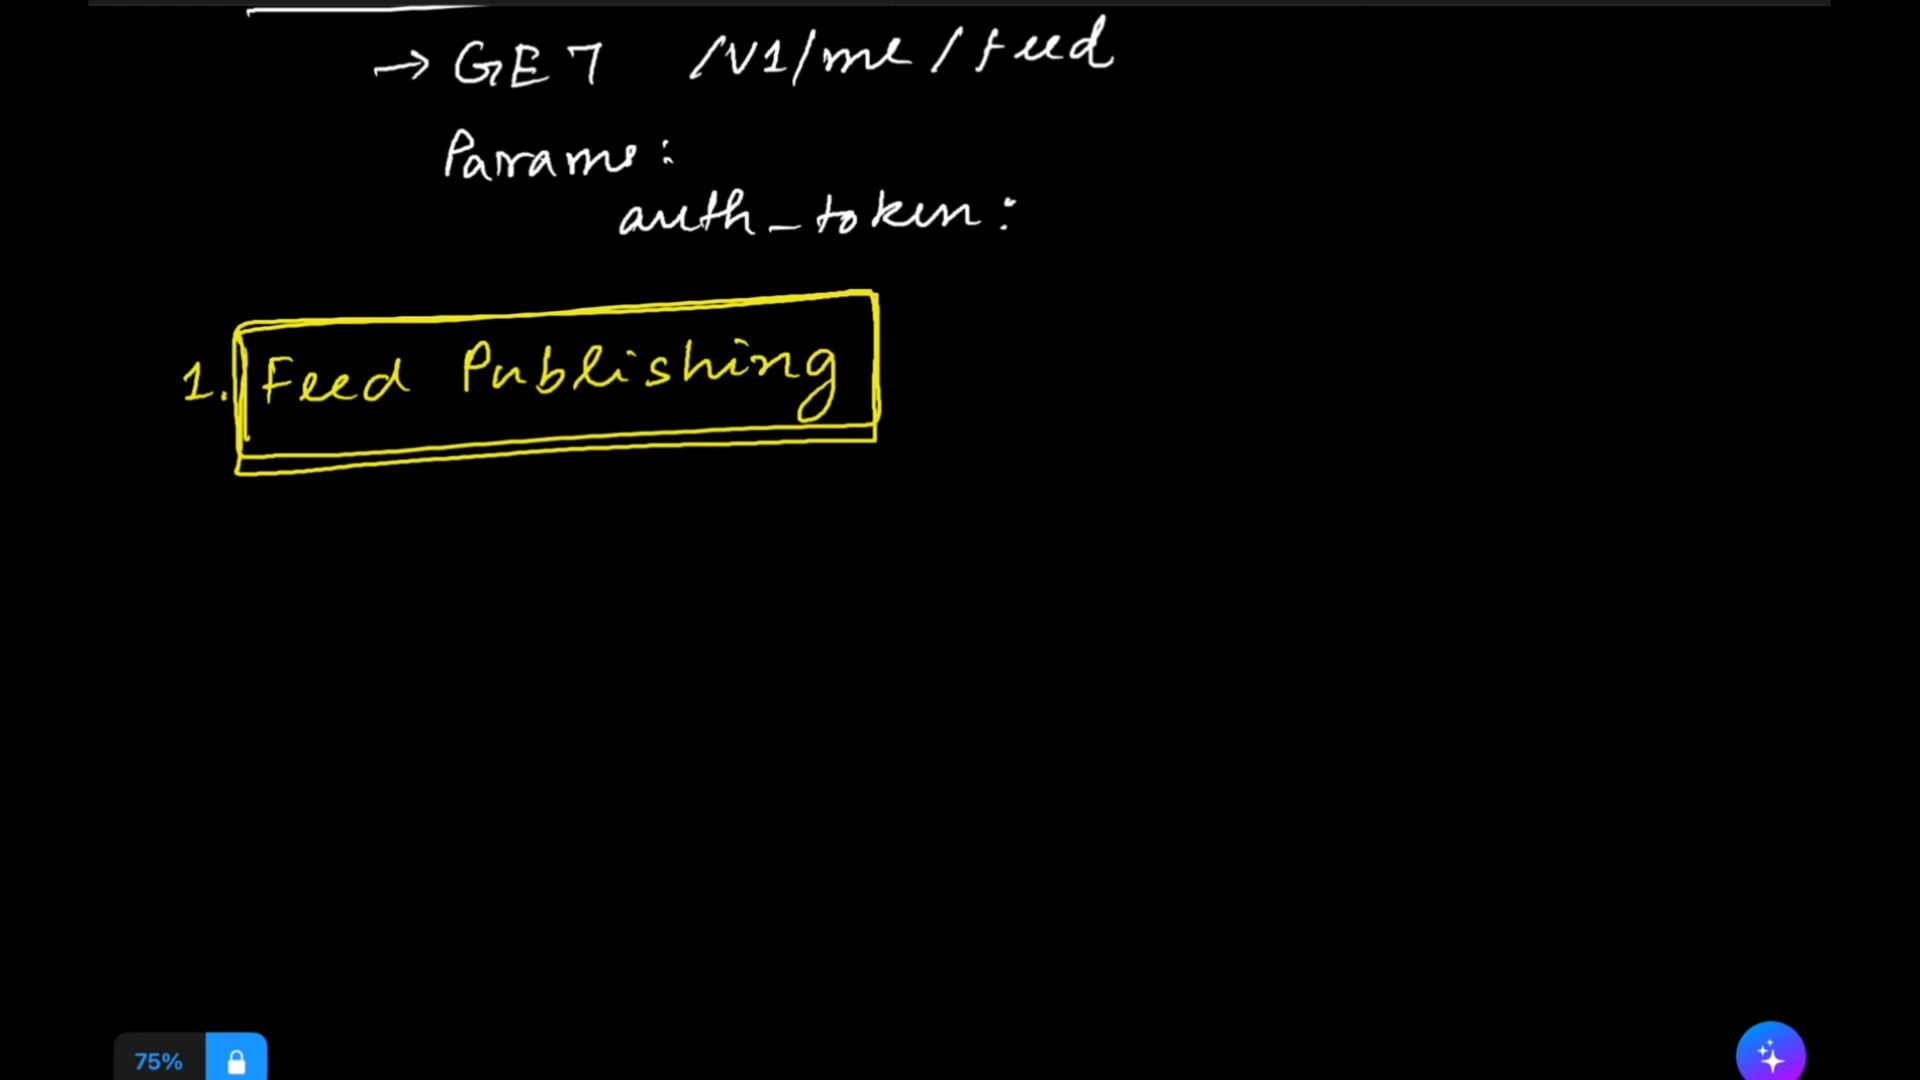 → GET /v1/me/feed
Params:
auth_token:
1. Feed Publishing
75%